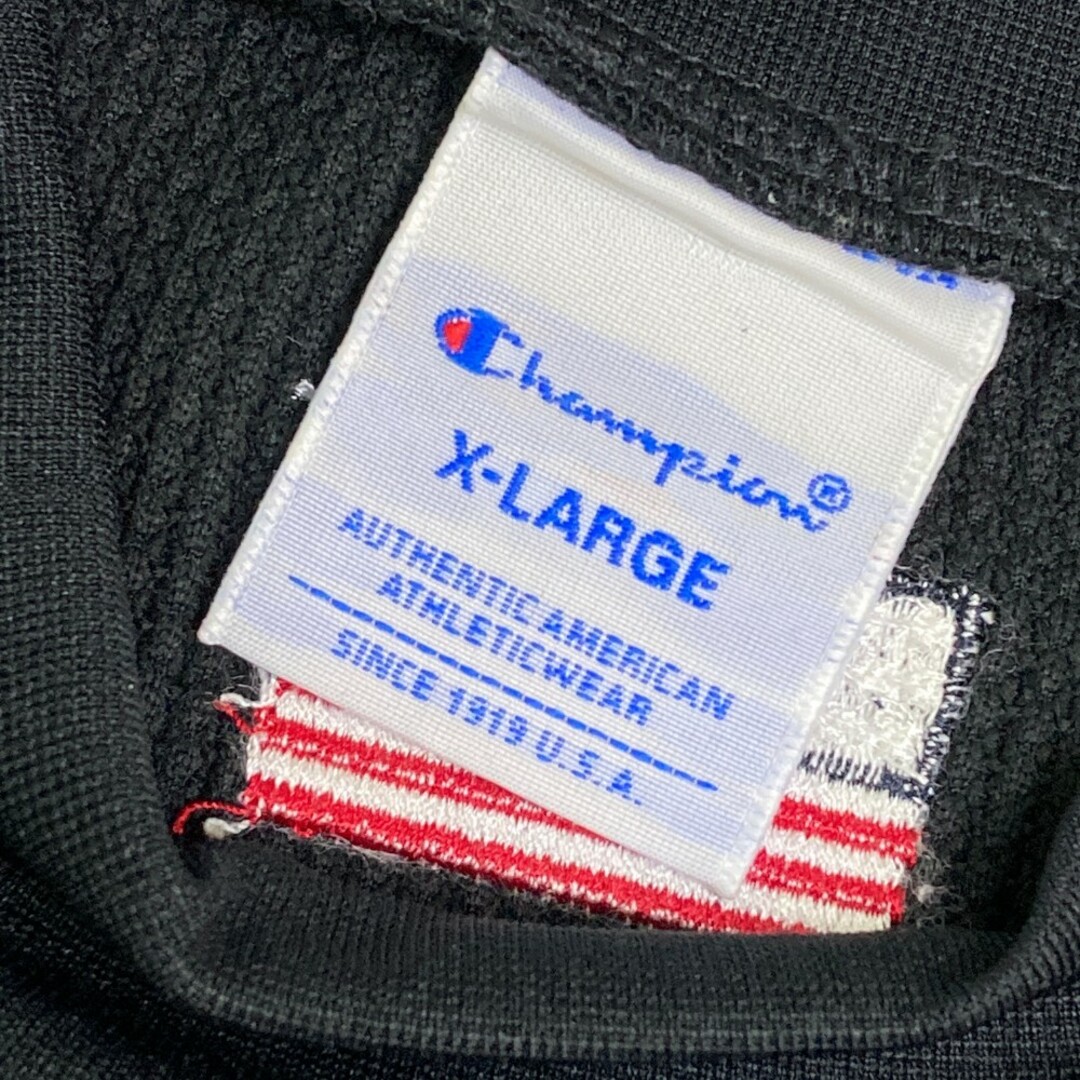 Champion®
X-LARGE
AUTHENTIC AMERICAN
ATHLETICWEAR
SINCE 1919 U.S.A.